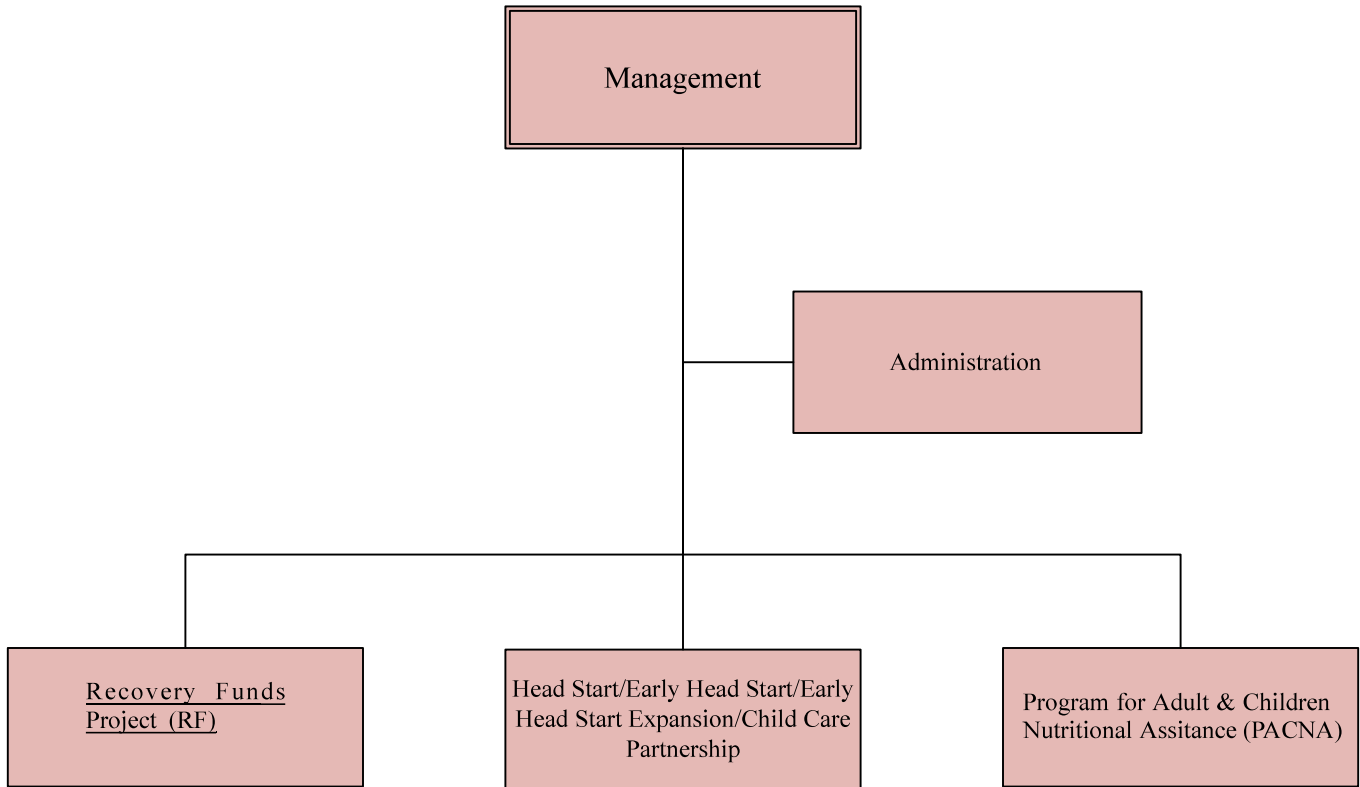 Management
Administration
Recovery Funds
Project (RF)
Head Start/Early Head Start/Early
Head Start Expansion/Child Care
Partnership
Program for Adult & Children
Nutritional Assitance (PACNA)